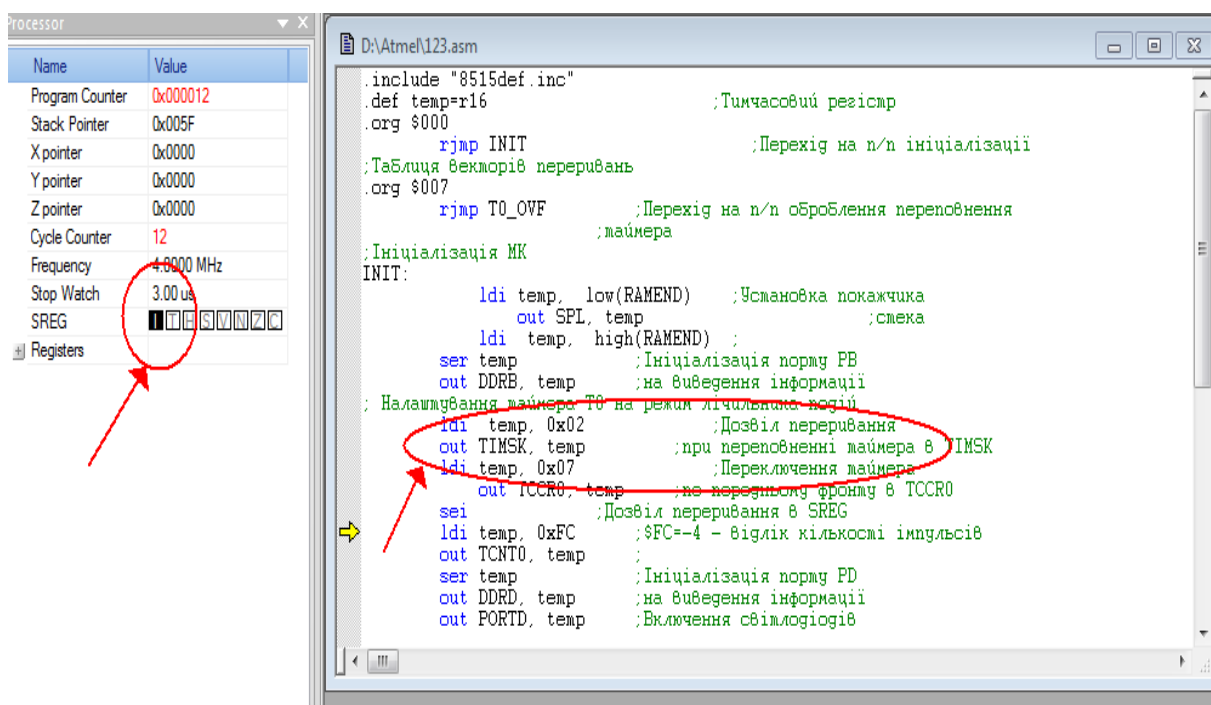 Processor
Name Value
Program Counter 0x000012
Stack Pointer 0x005F
X pointer 0x0000
Y pointer 0x0000
Z pointer 0x0000
Cycle Counter 12
Frequency 4.0000 MHz
Stop Watch 3.00 us
SREG I T H S V N Z C
Registers
D:\Atmel\123.asm
.include "8515def.inc"
.def temp=r16 ;Тимчасовий регістр
.org $000
rjmp INIT ;Перехід на п/п ініціалізації
;Таблиця векторів переривань
.org $007
rjmp T0_OVF ;Перехід на п/п оброблення переповнення
;таймера
;Ініціалізація МК
INIT:
ldi temp, low(RAMEND) ;Установка покажчика
out SPL, temp ;стека
ldi temp, high(RAMEND) ;
ser temp ;Ініціалізація порту РВ
out DDRB, temp ;на виведення інформації
; Налаштування таймера Т0 на режим лічильника подій
ldi temp, 0x02 ;Дозвіл переривання
out TIMSK, temp ;при переповненні таймера в TIMSK
ldi temp, 0x07 ;Переключення таймера
out TCCR0, temp ;по породньому фронту в TCCR0
sei ;Дозвіл переривання в SREG
ldi temp, 0xFC ;$FC=-4 - відлік кількості імпульсів
out TCNT0, temp ;
ser temp ;Ініціалізація порту PD
out DDRD, temp ;на виведення інформації
out PORTD, temp ;Включення світлодіодів